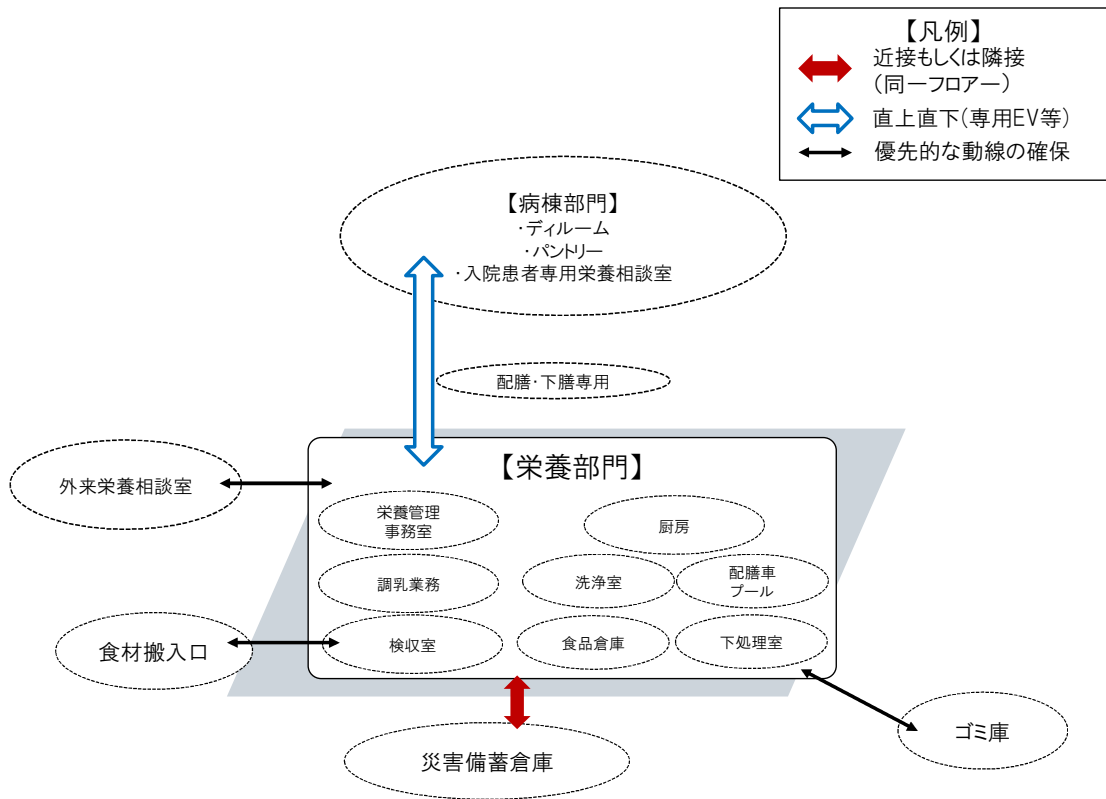 【凡例】
近接もしくは隣接
(同一フロアー)
直上直下(専用EV等)
優先的な動線の確保
【病棟部門】
・ディルーム
・パントリー
・入院患者専用栄養相談室
配膳・下膳専用
【栄養部門】
外来栄養相談室
栄養管理
事務室
厨房
調乳業務
洗浄室
配膳車
プール
食材搬入口
検収室
食品倉庫
下処理室
災害備蓄倉庫
ゴミ庫